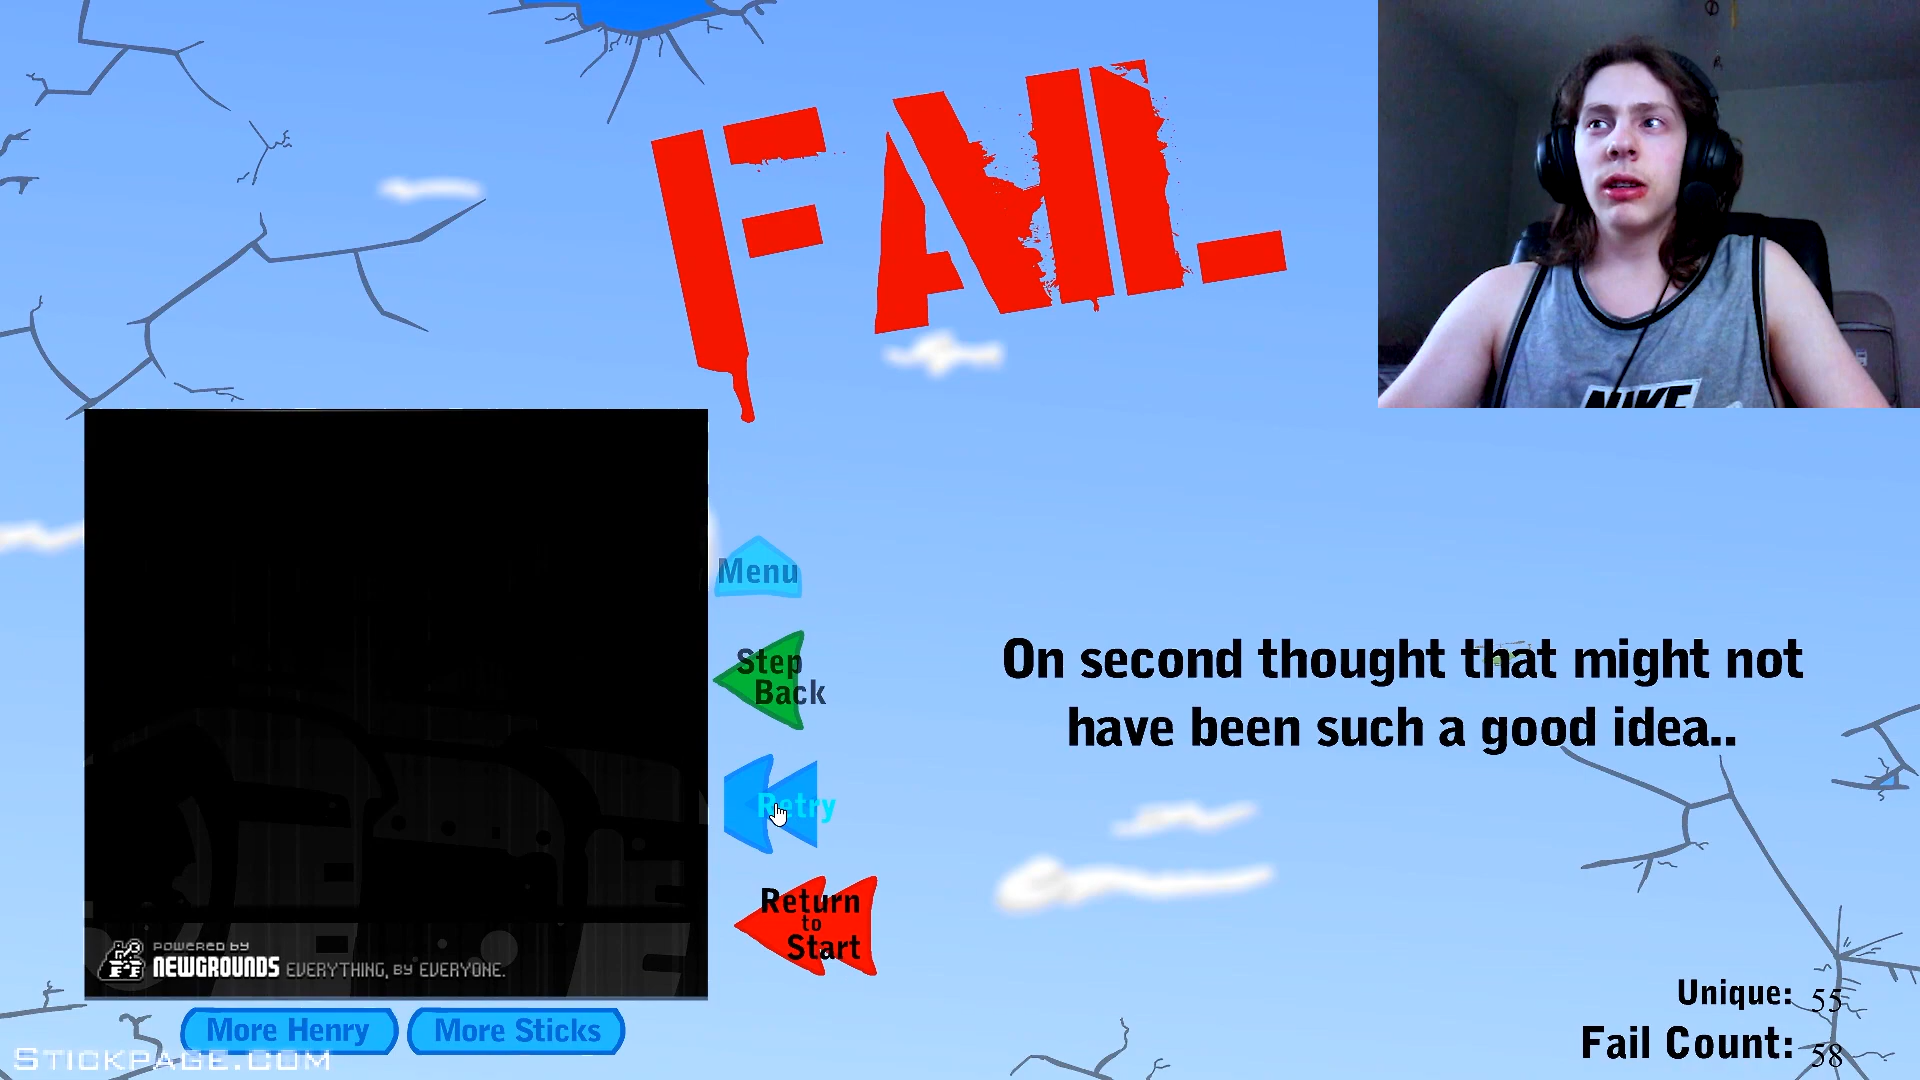 FAIL
NIKE
Menu
Step
Back
Retry
Return
to
Start
On second thought that might not
have been such a good idea..
POWERED BY
NEWGROUNDS EVERYTHING, BY EVERYONE.
More Henry
More Sticks
STICKPAGE.COM
Unique: 55
Fail Count: 58